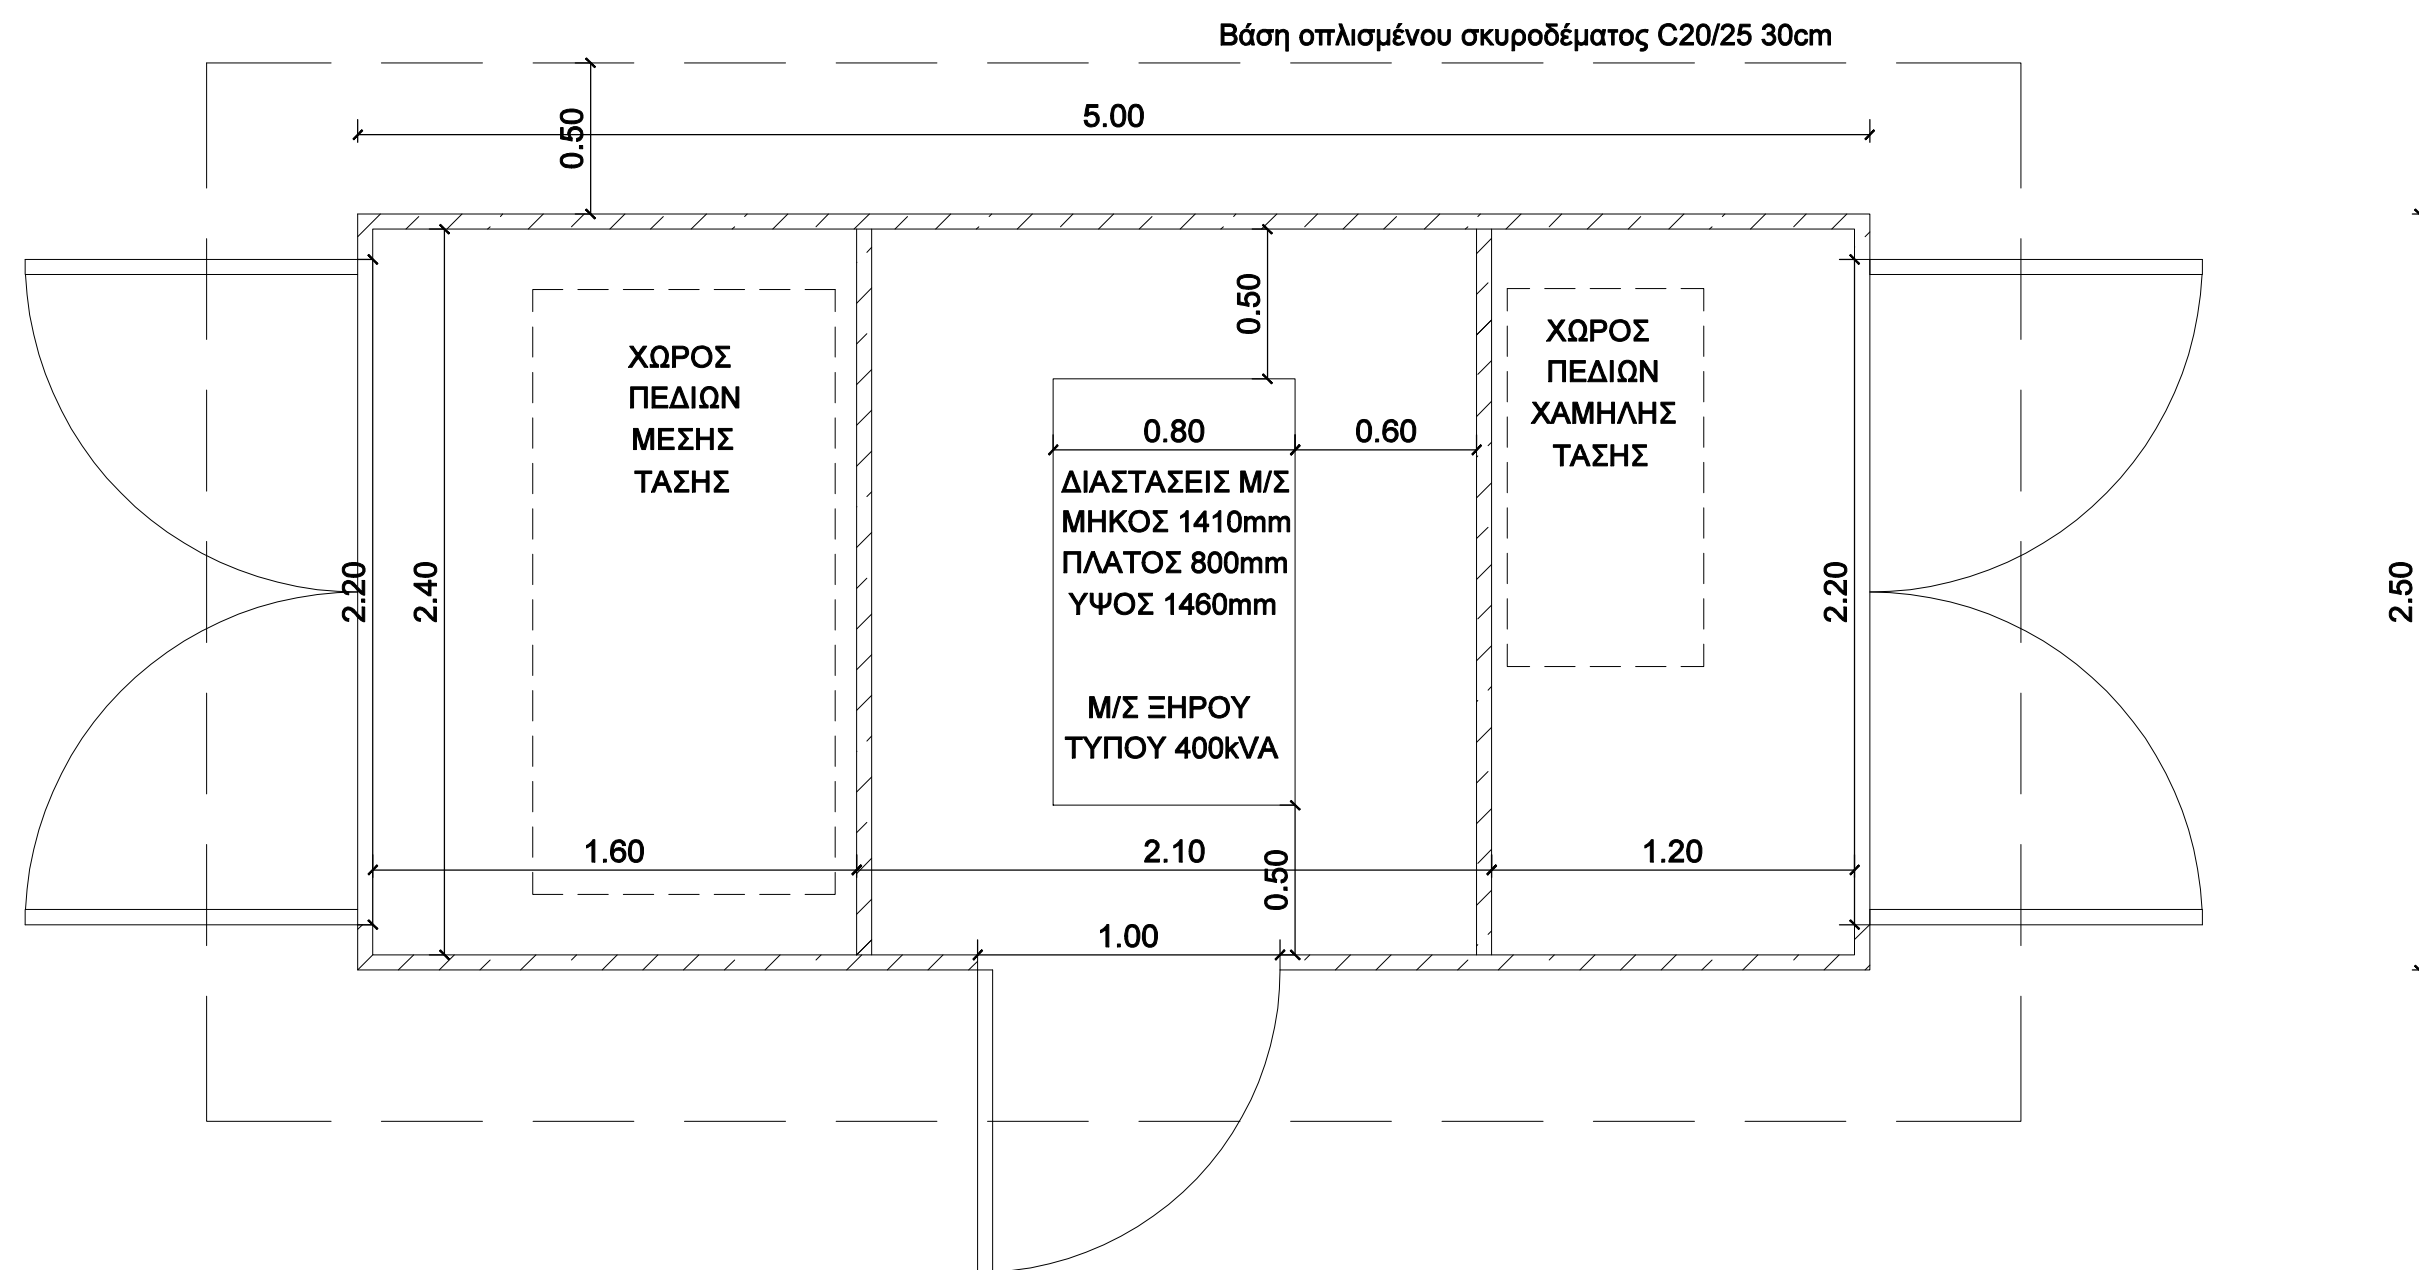 Βάση οπλισμένου σκυροδέματος C20/25 30cm
5.00
0.50
0.50
ΧΩΡΟΣ
ΠΕΔΙΩΝ
ΜΕΣΗΣ
ΤΑΣΗΣ
ΧΩΡΟΣ
ΠΕΔΙΩΝ
ΧΑΜΗΛΗΣ
ΤΑΣΗΣ
0.80
0.60
ΔΙΑΣΤΑΣΕΙΣ Μ/Σ
ΜΗΚΟΣ 1410mm
ΠΛΑΤΟΣ 800mm
ΥΨΟΣ 1460mm
2.20
2.40
2.20
2.50
Μ/Σ ΞΗΡΟΥ
ΤΥΠΟΥ 400kVA
1.60
2.10
1.20
0.50
1.00